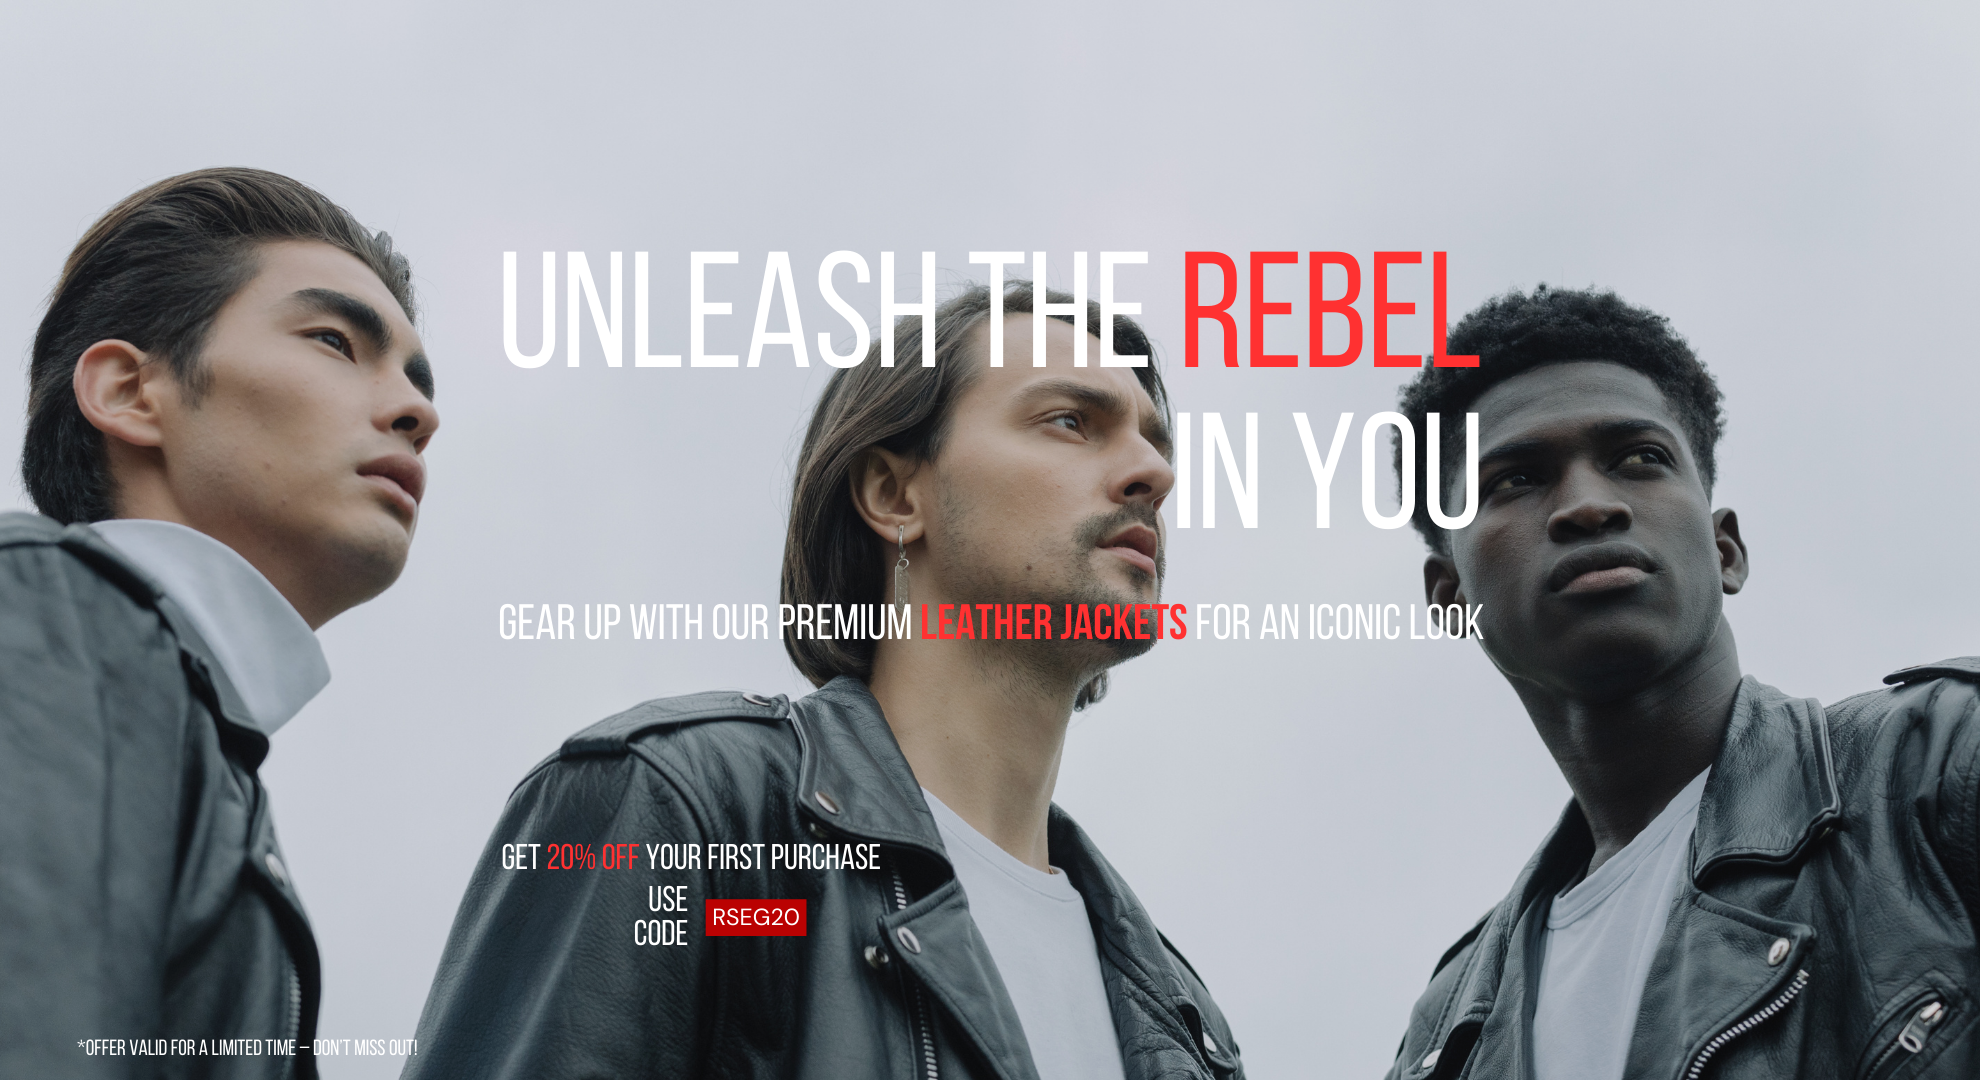 UNLEASH THE REBEL
IN YOU
GEAR UP WITH OUR PREMIUM LEATHER JACKETS FOR AN ICONIC LOOK
GET 20% OFF YOUR FIRST PURCHASE
USE
CODE
RSEG20
*OFFER VALID FOR A LIMITED TIME – DON'T MISS OUT!